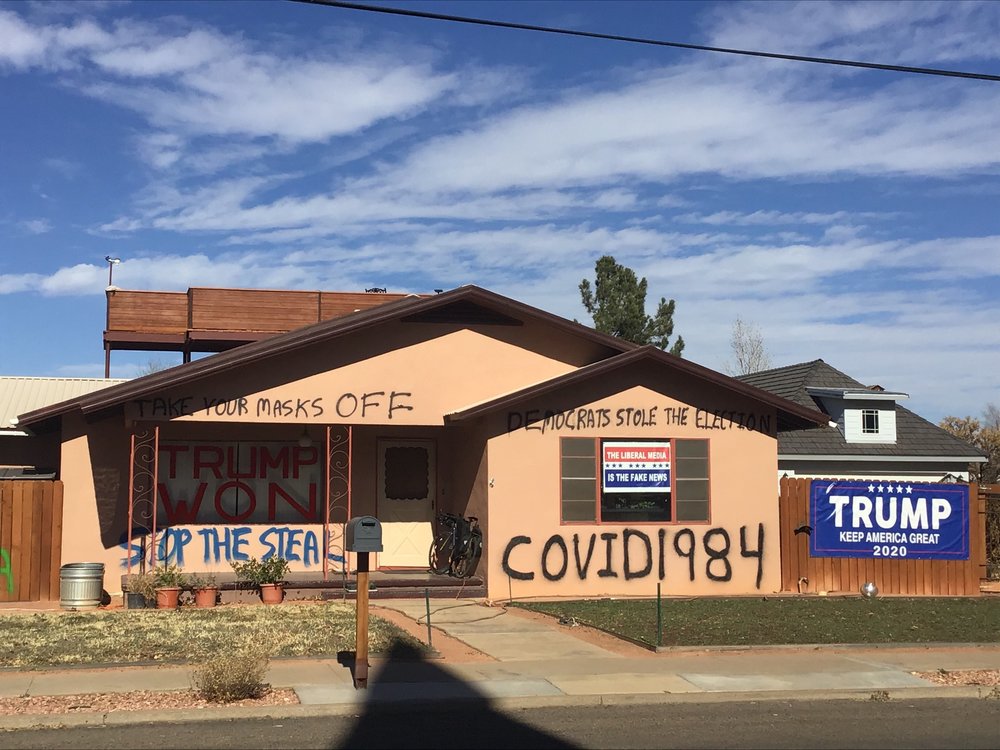 TAKE YOUR MASKS OFF
DEMOCRATS STOLE THE ELECTION
TRUMP
WON
STOP THE STEAL
THE LIBERAL MEDIA
IS THE FAKE NEWS
COVID1984
TRUMP
KEEP AMERICA GREAT
2020